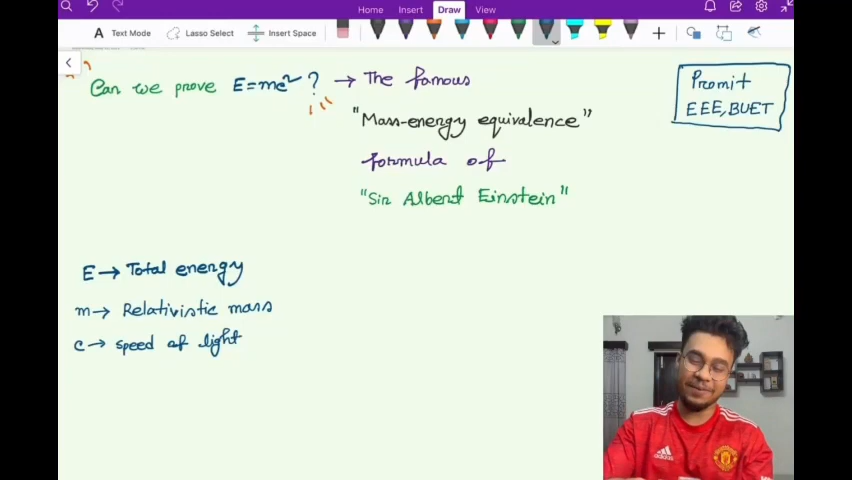 Home Insert Draw View
A Text Mode Lasso Select Insert Space
Can we prove E=mc² ? → The famous
"Mass-energy equivalence"
formula of
"Sir Albert Einstein"
Promit
EEE, BUET
E → Total energy
m → Relativistic mass
c → speed of light
adidas